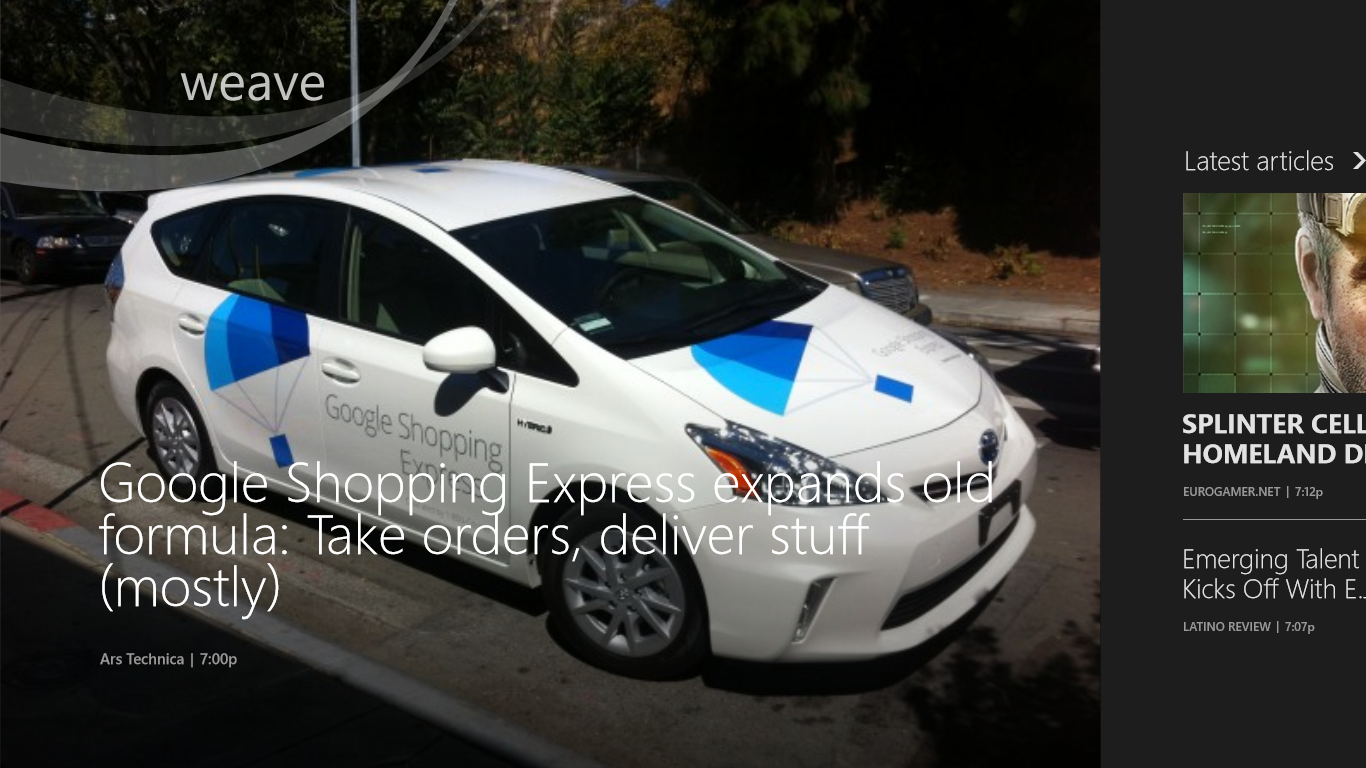 weave
Google Shopping
Express
HYBRID
Google Shopping Express expands old
formula: Take orders, deliver stuff
(mostly)
Ars Technica | 7:00p
Latest articles
SPLINTER CELL
HOMELAND
EUROGAMER.NET | 7:12p
Emerging Talent
Kicks Off With E..
LATINO REVIEW | 7:07p